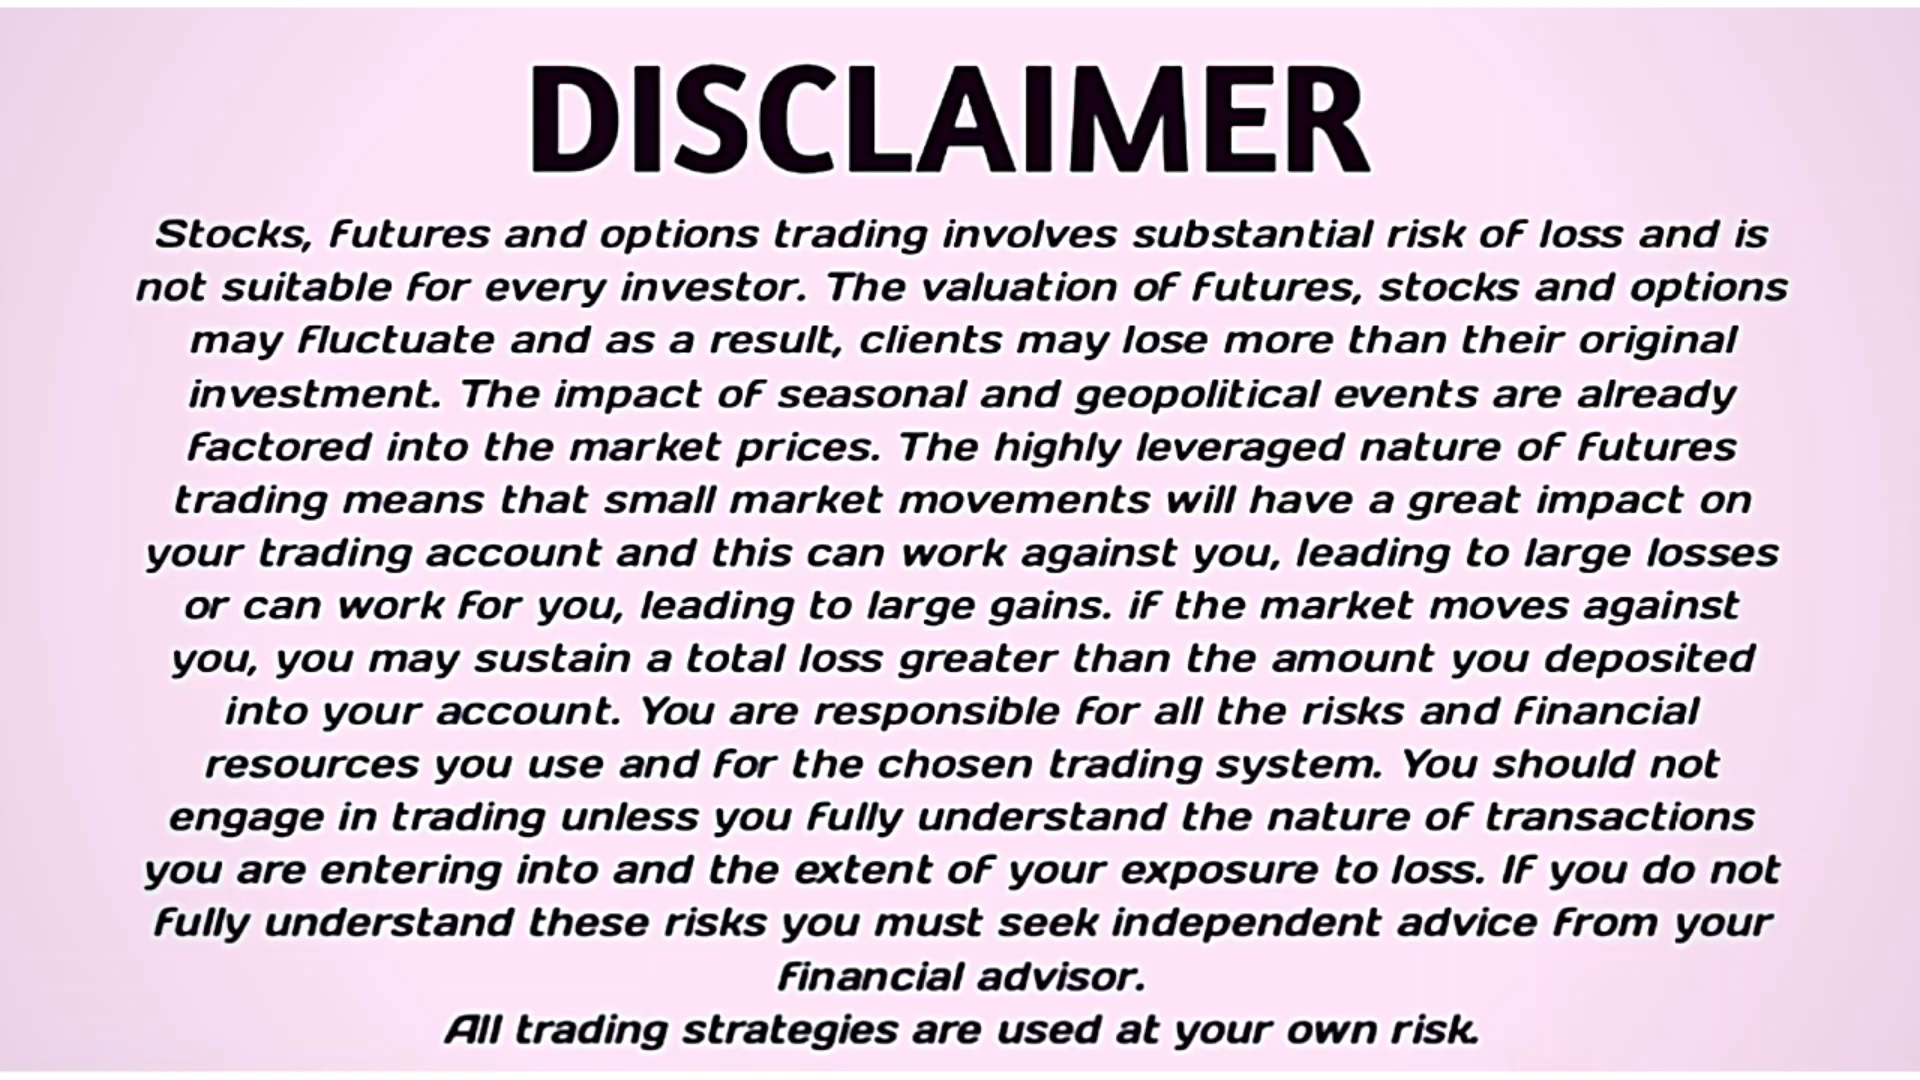 DISCLAIMER
Stocks, futures and options trading involves substantial risk of loss and is
not suitable for every investor. The valuation of futures, stocks and options
may fluctuate and as a result, clients may lose more than their original
investment. The impact of seasonal and geopolitical events are already
factored into the market prices. The highly leveraged nature of futures
trading means that small market movements will have a great impact on
your trading account and this can work against you, leading to large losses
or can work for you, leading to large gains. if the market moves against
you, you may sustain a total loss greater than the amount you deposited
into your account. You are responsible for all the risks and financial
resources you use and for the chosen trading system. You should not
engage in trading unless you fully understand the nature of transactions
you are entering into and the extent of your exposure to loss. If you do not
fully understand these risks you must seek independent advice from your
financial advisor.
All trading strategies are used at your own risk.